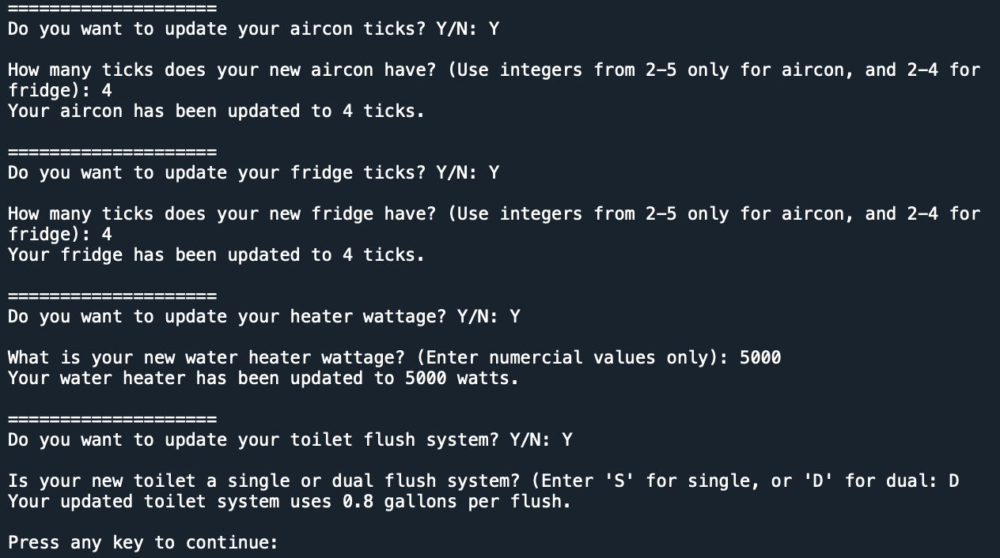 ====================
Do you want to update your aircon ticks? Y/N: Y
How many ticks does your new aircon have? (Use integers from 2-5 only for aircon, and 2-4 for
fridge): 4
Your aircon has been updated to 4 ticks.
====================
Do you want to update your fridge ticks? Y/N: Y
How many ticks does your new fridge have? (Use integers from 2-5 only for aircon, and 2-4 for
fridge): 4
Your fridge has been updated to 4 ticks.
====================
Do you want to update your heater wattage? Y/N: Y
What is your new water heater wattage? (Enter numercial values only): 5000
Your water heater has been updated to 5000 watts.
====================
Do you want to update your toilet flush system? Y/N: Y
Is your new toilet a single or dual flush system? (Enter 'S' for single, or 'D' for dual: D
Your updated toilet system uses 0.8 gallons per flush.
Press any key to continue: